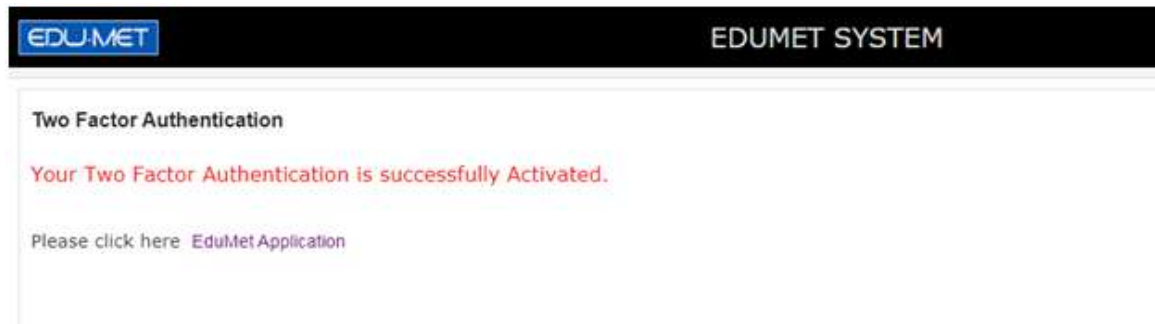 EDU·MET
EDUMET SYSTEM
Two Factor Authentication
Your Two Factor Authentication is successfully Activated.
Please click here EduMet Application